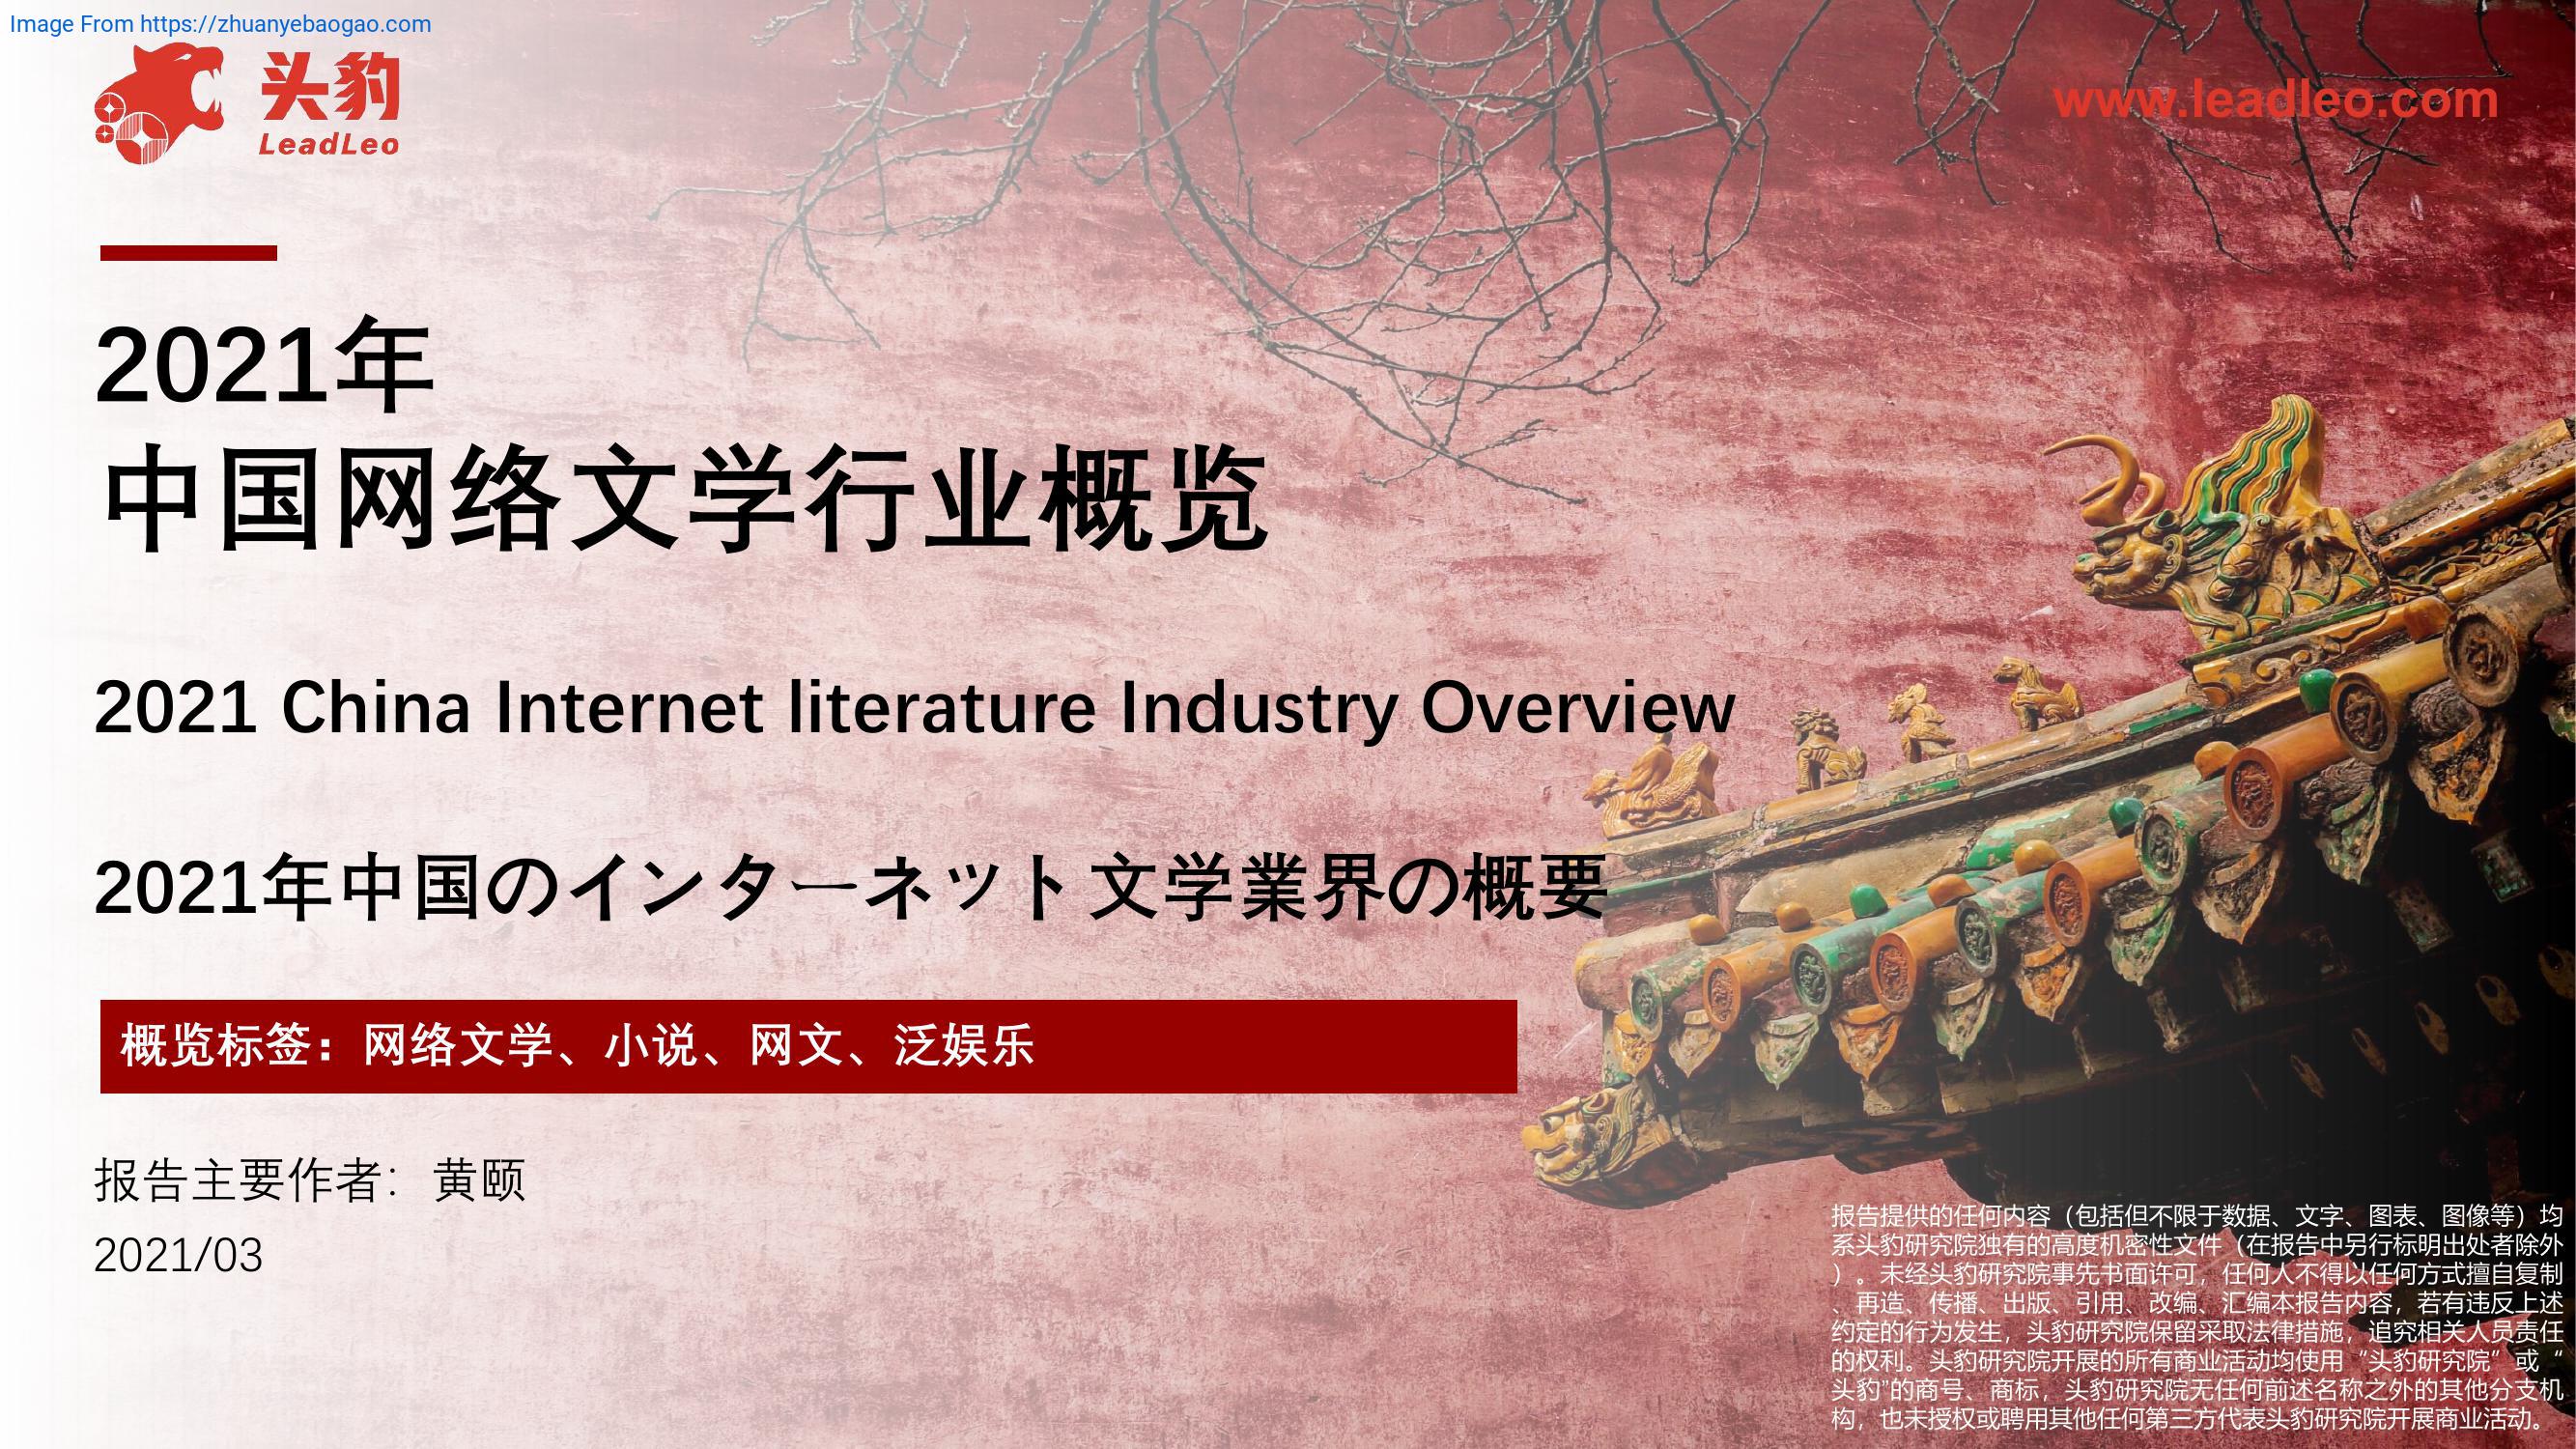 Image From https://zhuanyebaogao.com
头豹
LeadLeo
www.leadleo.com
2021年
中国网络文学行业概览
2021 China Internet literature Industry Overview
2021年中国のインターネット文学業界の概要
概览标签：网络文学、小说、网文、泛娱乐
报告主要作者：黄颐
2021/03
报告提供的任何内容（包括但不限于数据、文字、图表、图像等）均
系头豹研究院独有的高度机密性文件（在报告中另行标明出处者除外
）。未经头豹研究院事先书面许可，任何人不得以任何方式擅自复制
、再造、传播、出版、引用、改编、汇编本报告内容，若有违反上述
约定的行为发生，头豹研究院保留采取法律措施，追究相关人员责任
的权利。头豹研究院开展的所有商业活动均使用“头豹研究院”或“
头豹”的商号、商标，头豹研究院无任何前述名称之外的其他分支机
构，也未授权或聘用其他任何第三方代表头豹研究院开展商业活动。